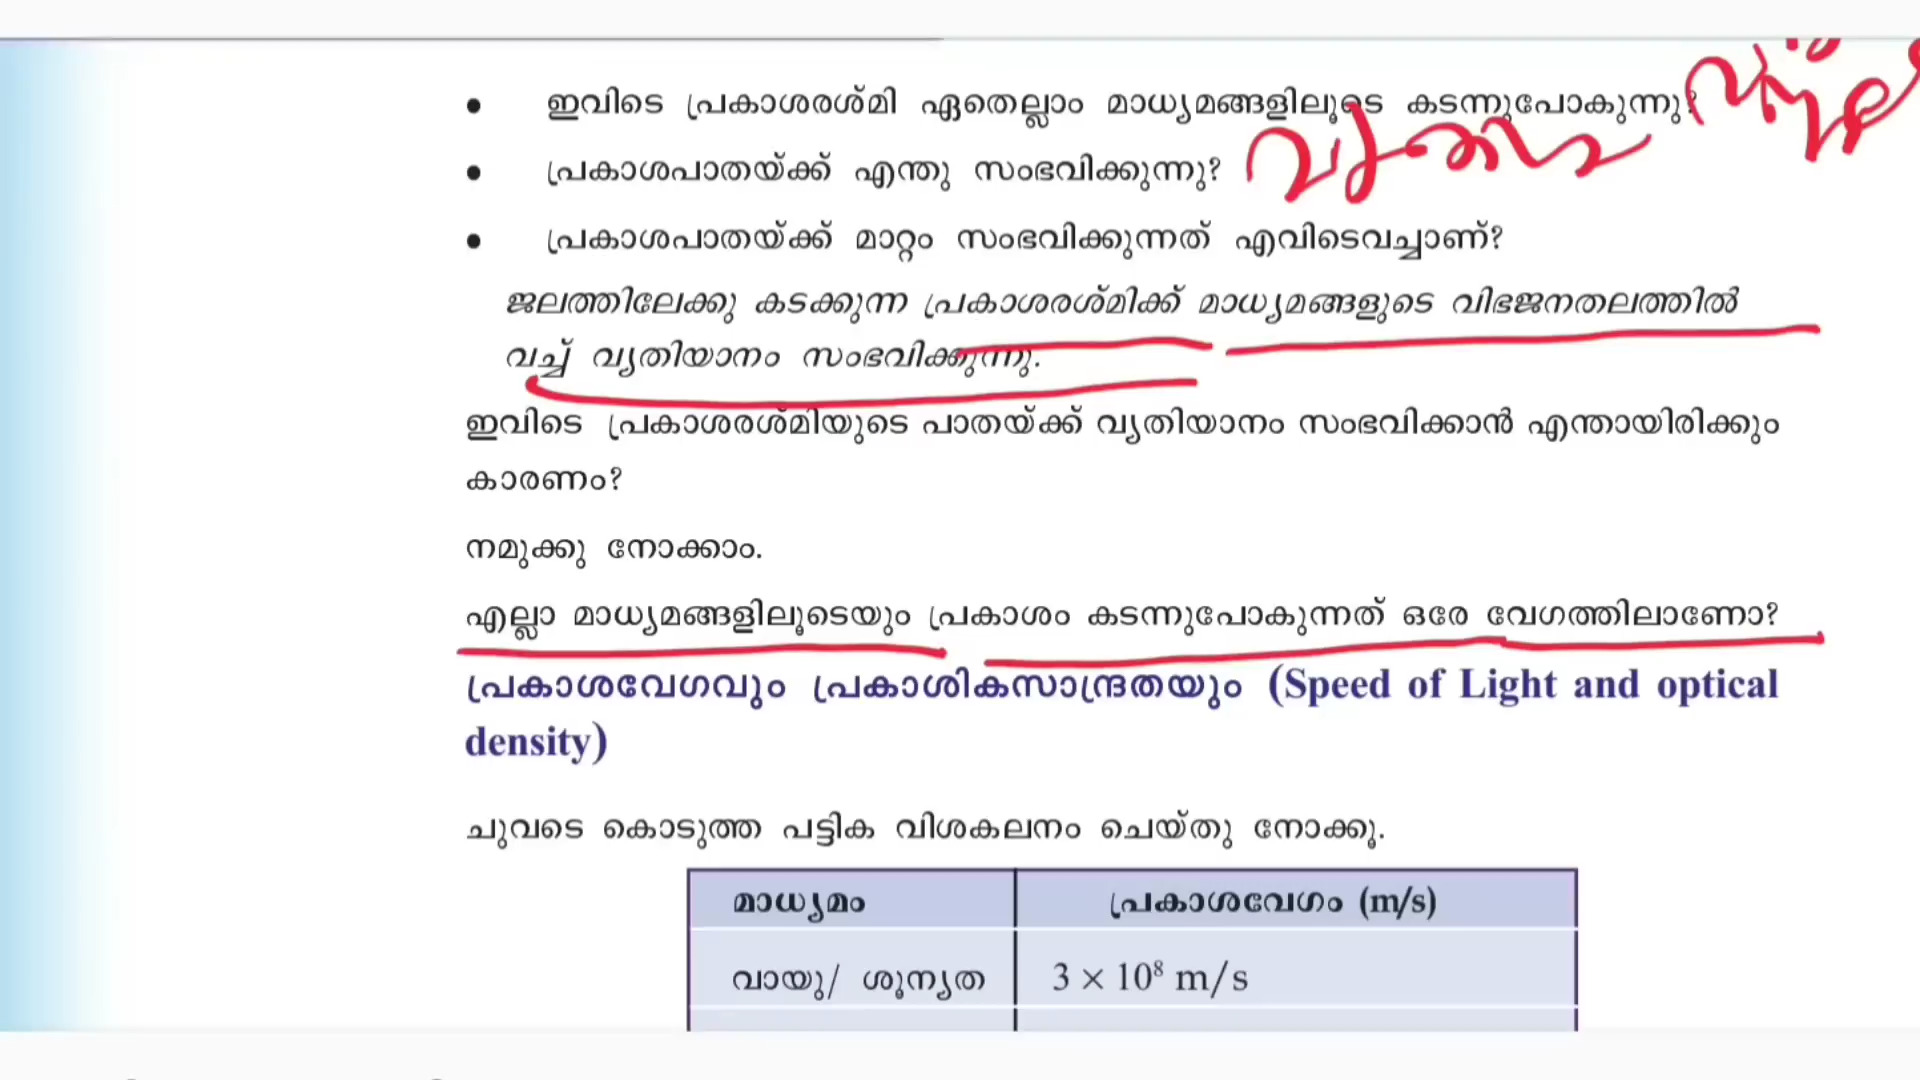 • ഇവിടെ പ്രകാശരശ്മി ഏതെല്ലാം മാധ്യമങ്ങളിലൂടെ കടന്നുപോകുന്നു?
• പ്രകാശപാതയ്ക്ക് എന്തു സംഭവിക്കുന്നു?
• പ്രകാശപാതയ്ക്ക് മാറ്റം സംഭവിക്കുന്നത് എവിടെവച്ചാണ്?
ജലത്തിലേക്കു കടക്കുന്ന പ്രകാശരശ്മിക്ക് മാധ്യമങ്ങളുടെ വിഭജനതലത്തിൽ
വച്ച് വ്യതിയാനം സംഭവിക്കുന്നു.
ഇവിടെ പ്രകാശരശ്മിയുടെ പാതയ്ക്ക് വ്യതിയാനം സംഭവിക്കാൻ എന്തായിരിക്കും
കാരണം?
നമുക്കു നോക്കാം.
എല്ലാ മാധ്യമങ്ങളിലൂടെയും പ്രകാശം കടന്നുപോകുന്നത് ഒരേ വേഗത്തിലാണോ?
പ്രകാശവേഗവും പ്രകാശികസാന്ദ്രതയും (Speed of Light and optical
density)
ചുവടെ കൊടുത്ത പട്ടിക വിശകലനം ചെയ്തു നോക്കൂ.
മാധ്യമം പ്രകാശവേഗം (m/s)
വായു/ ശൂന്യത 3 × 10⁸ m/s